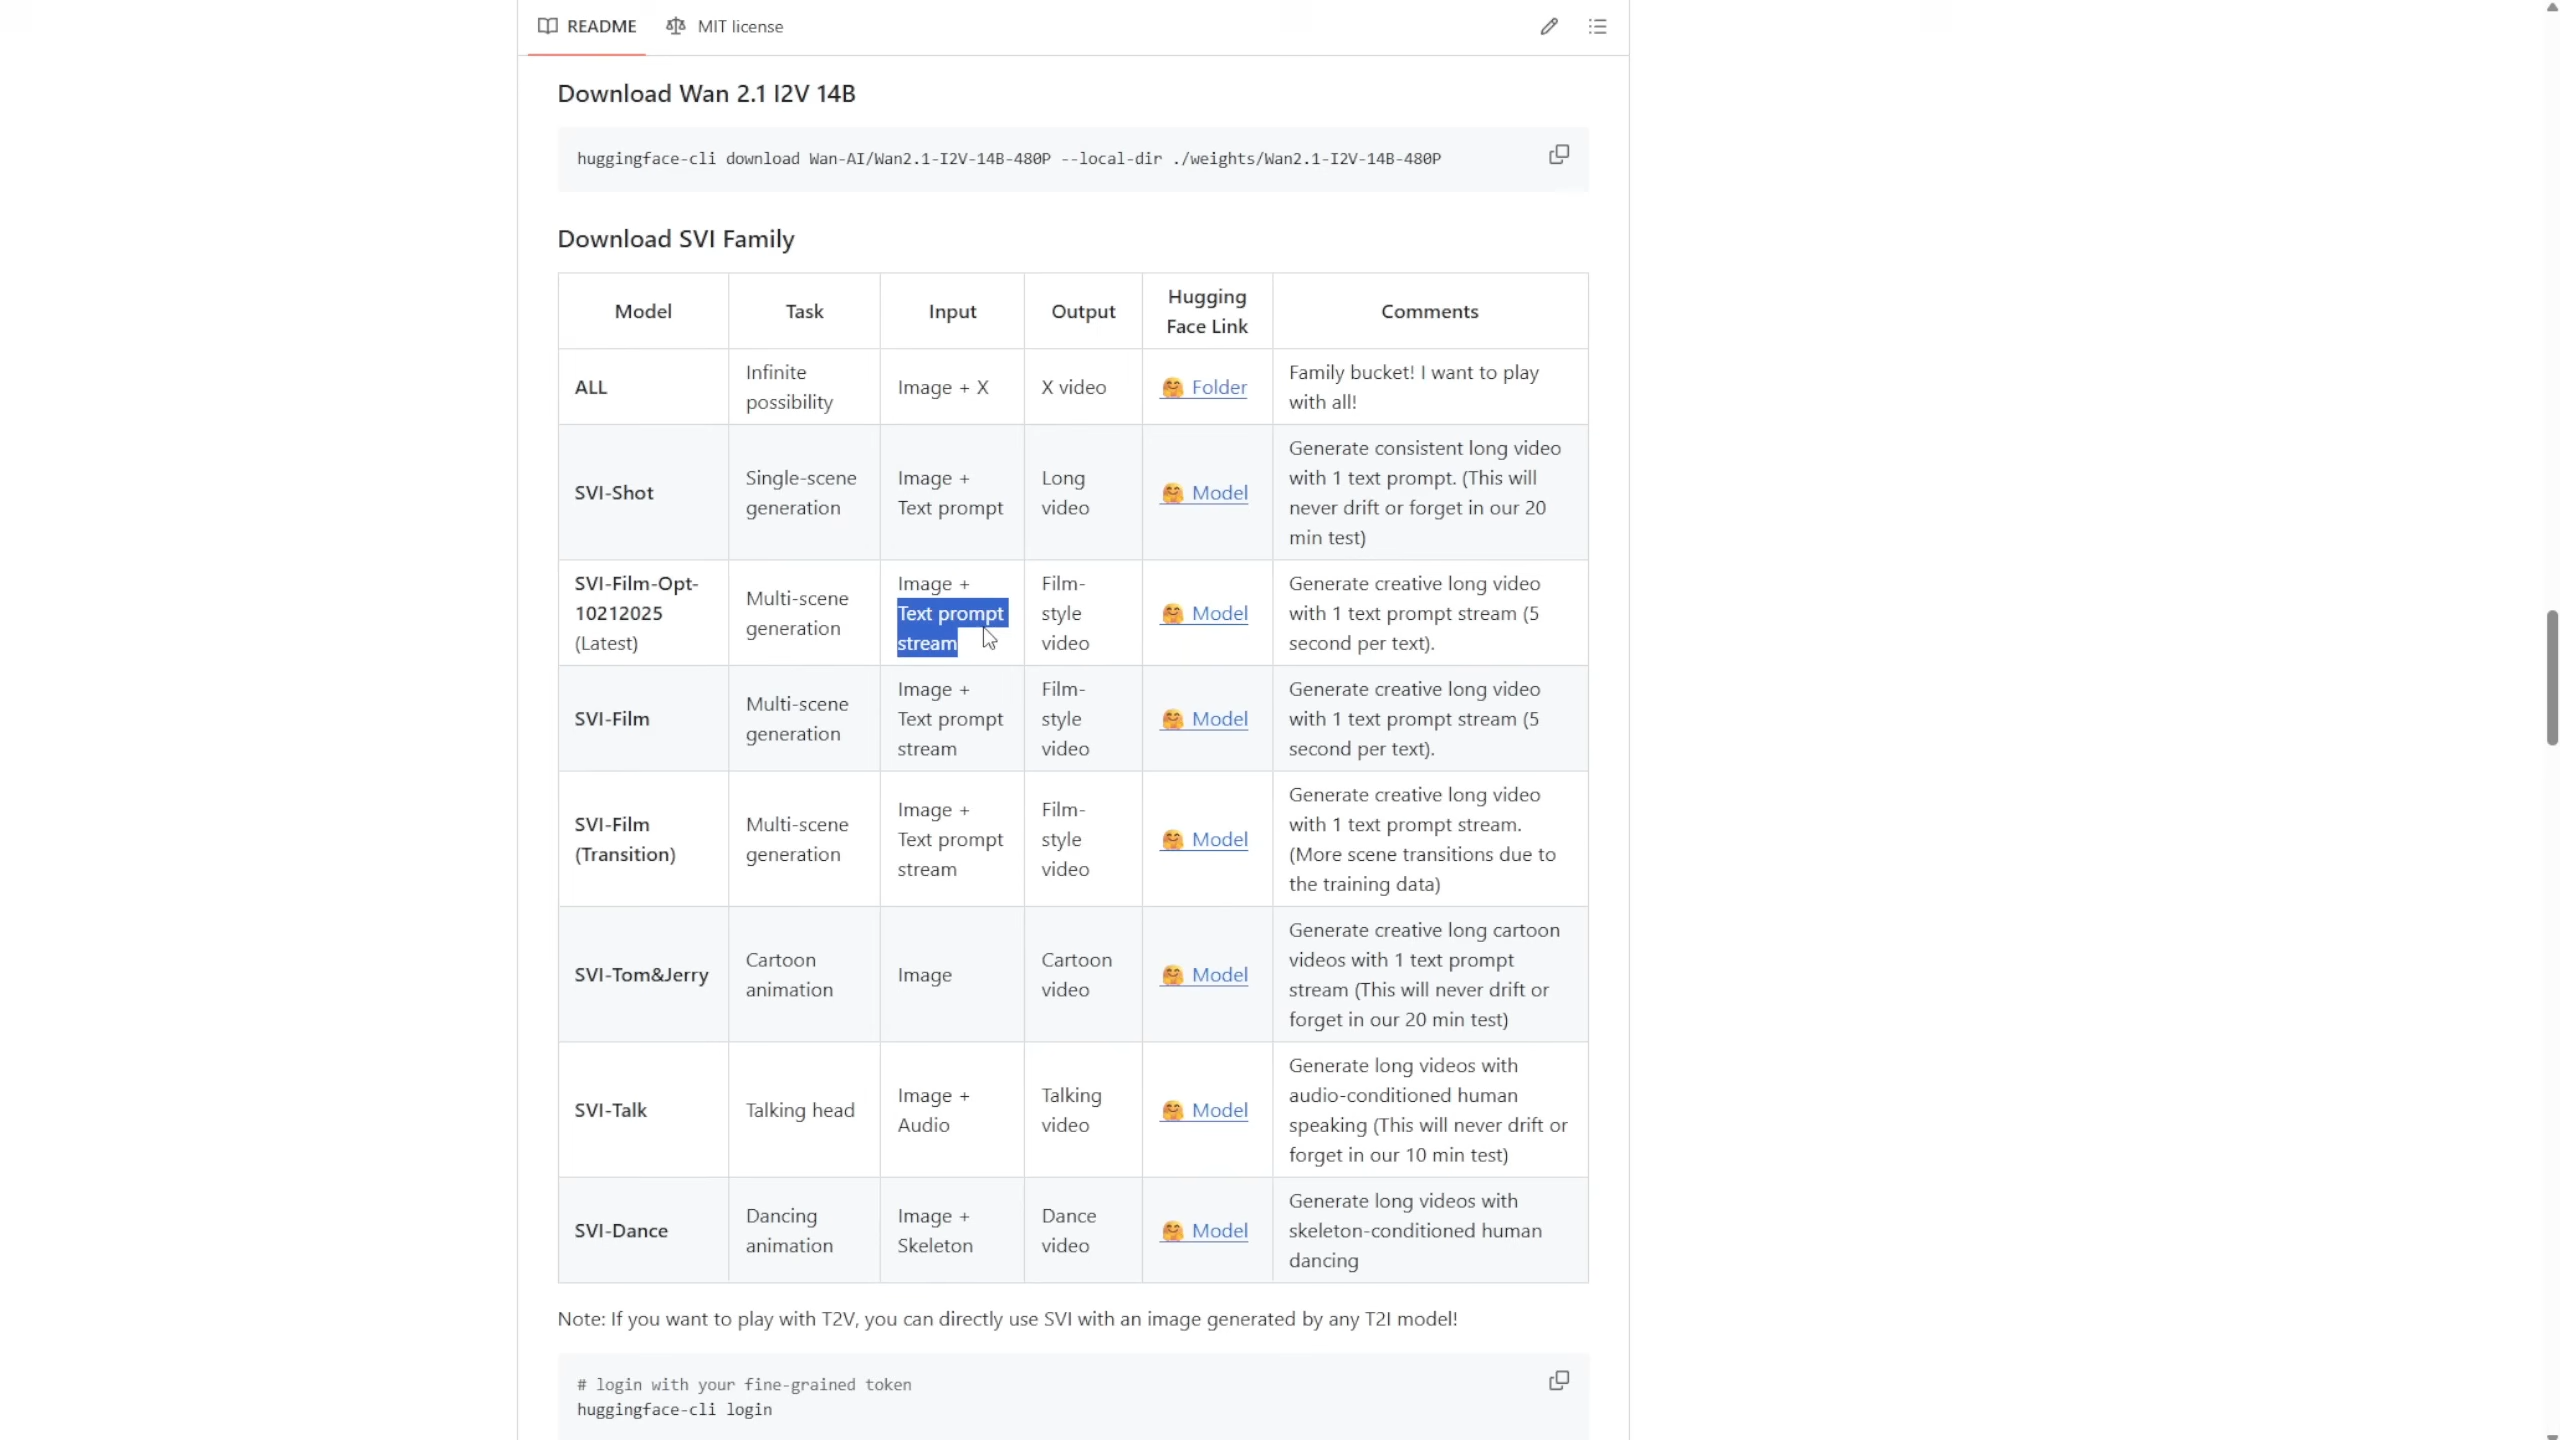 README
MIT license
Download Wan 2.1 I2V 14B
huggingface-cli download Wan-AI/Wan2.1-I2V-14B-480P --local-dir ./weights/Wan2.1-I2V-14B-480P
Download SVI Family
Model
Task
Input
Output
Hugging
Face Link
Comments
ALL
Infinite
possibility
Image + X
X video
🤗 Folder
Family bucket! I want to play
with all!
SVI-Shot
Single-scene
generation
Image +
Text prompt
Long
video
🤗 Model
Generate consistent long video
with 1 text prompt. (This will
never drift or forget in our 20
min test)
SVI-Film-Opt-
10212025
(Latest)
Multi-scene
generation
Image +
Text prompt
stream
Film-
style
video
🤗 Model
Generate creative long video
with 1 text prompt stream (5
second per text).
SVI-Film
Multi-scene
generation
Image +
Text prompt
stream
Film-
style
video
🤗 Model
Generate creative long video
with 1 text prompt stream (5
second per text).
SVI-Film
(Transition)
Multi-scene
generation
Image +
Text prompt
stream
Film-
style
video
🤗 Model
Generate creative long video
with 1 text prompt stream.
(More scene transitions due to
the training data)
SVI-Tom&Jerry
Cartoon
animation
Image
Cartoon
video
🤗 Model
Generate creative long cartoon
videos with 1 text prompt
stream (This will never drift or
forget in our 20 min test)
SVI-Talk
Talking head
Image +
Audio
Talking
video
🤗 Model
Generate long videos with
audio-conditioned human
speaking (This will never drift or
forget in our 10 min test)
SVI-Dance
Dancing
animation
Image +
Skeleton
Dance
video
🤗 Model
Generate long videos with
skeleton-conditioned human
dancing
Note: If you want to play with T2V, you can directly use SVI with an image generated by any T2I model!
# login with your fine-grained token
huggingface-cli login